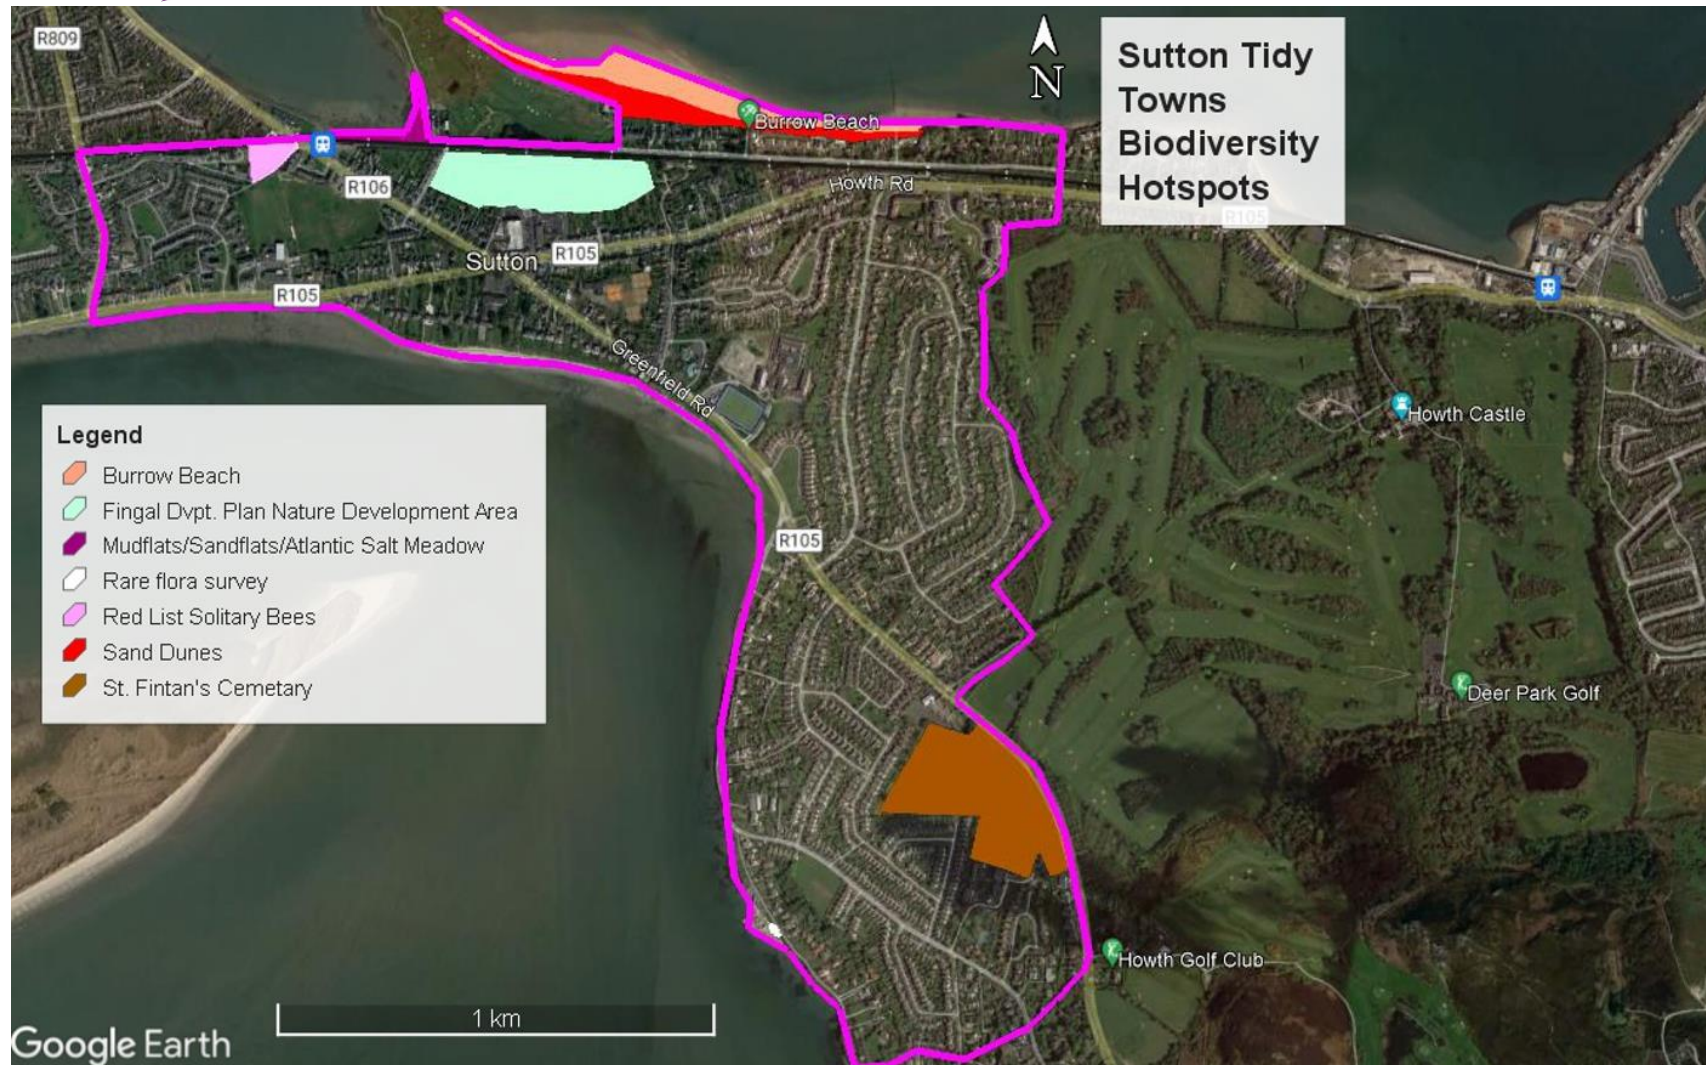 R809
N
Sutton Tidy
Towns
Biodiversity
Hotspots
Burrow Beach
R106
Howth Rd
R105
Sutton
R105
R105
Greenfield Rd
Howth Castle
Legend
Burrow Beach
Fingal Dvpt. Plan Nature Development Area
Mudflats/Sandflats/Atlantic Salt Meadow
Rare flora survey
Red List Solitary Bees
Sand Dunes
St. Fintan's Cemetary
R105
Deer Park Golf
Howth Golf Club
1 km
Google Earth